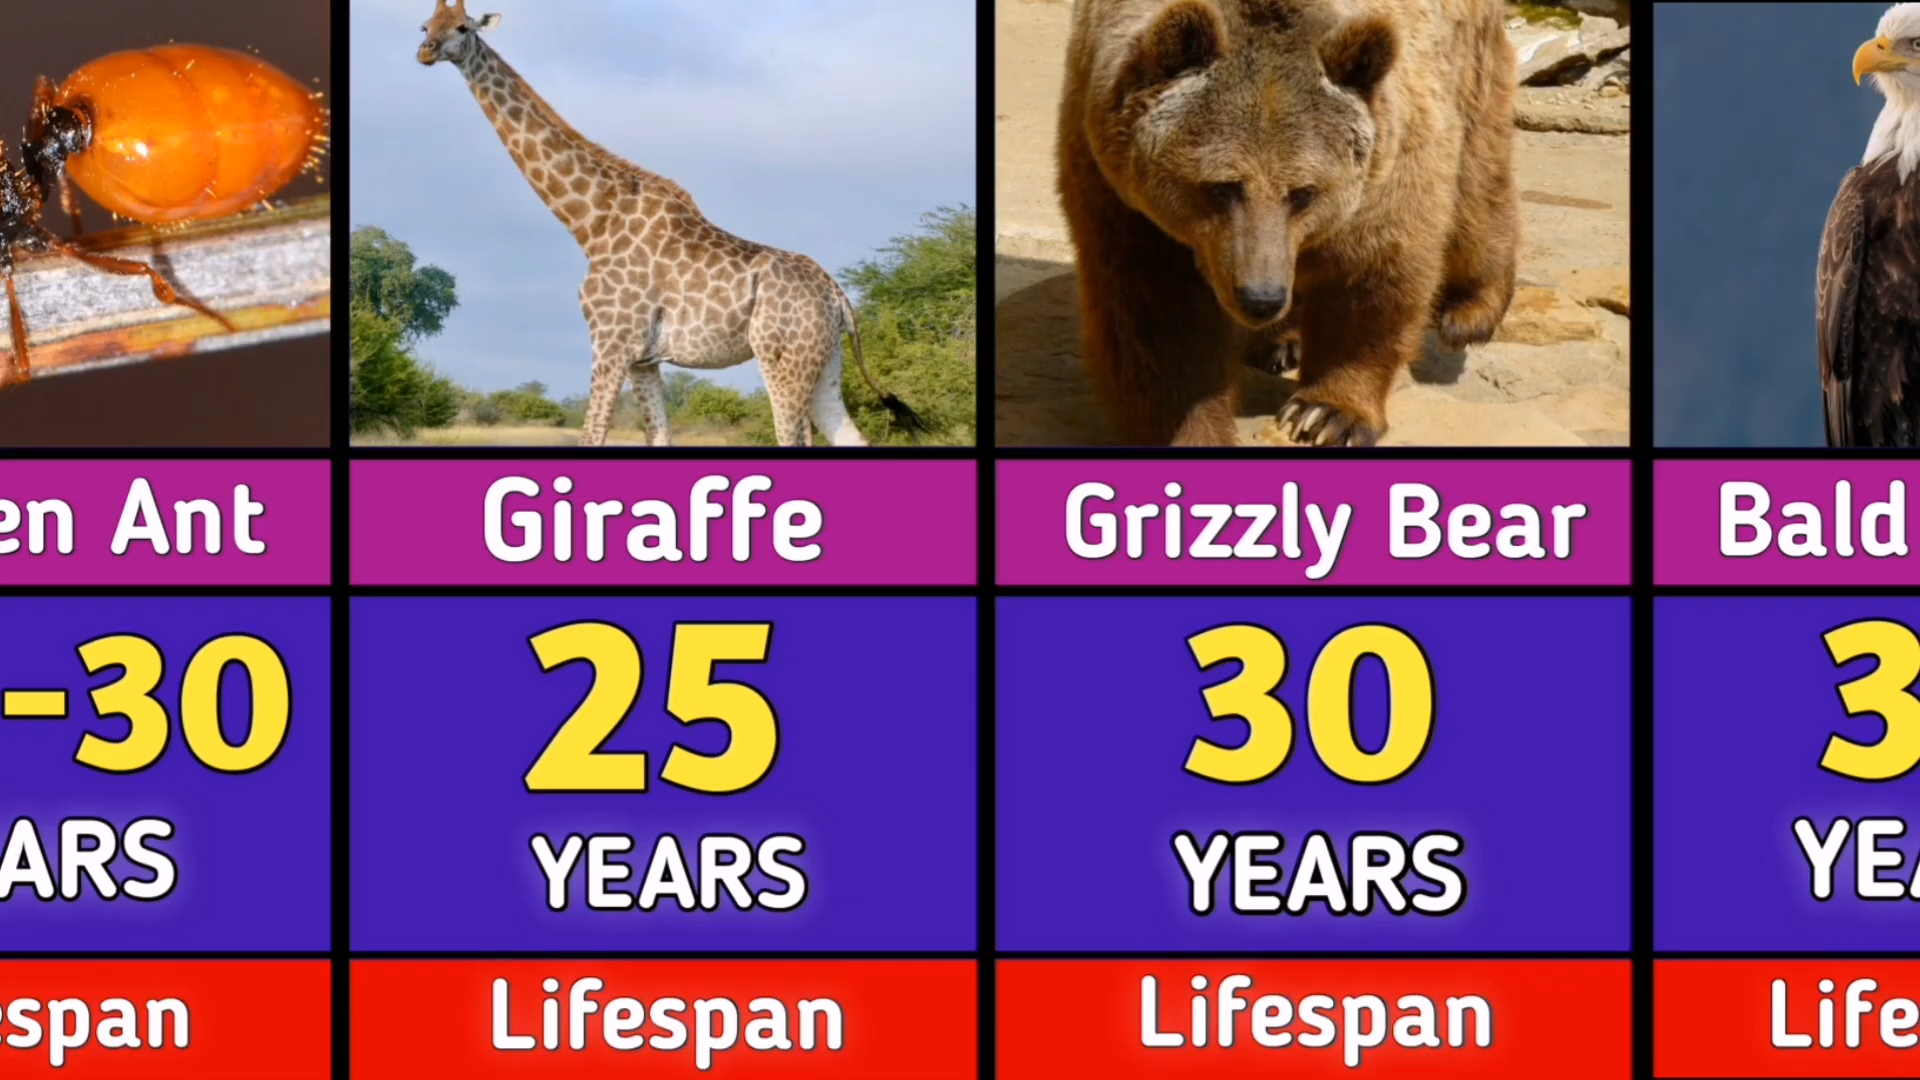 en Ant
-30
ARS
espan
Giraffe
25
YEARS
Lifespan
Grizzly Bear
30
YEARS
Lifespan
Bald
3
YEA
Life